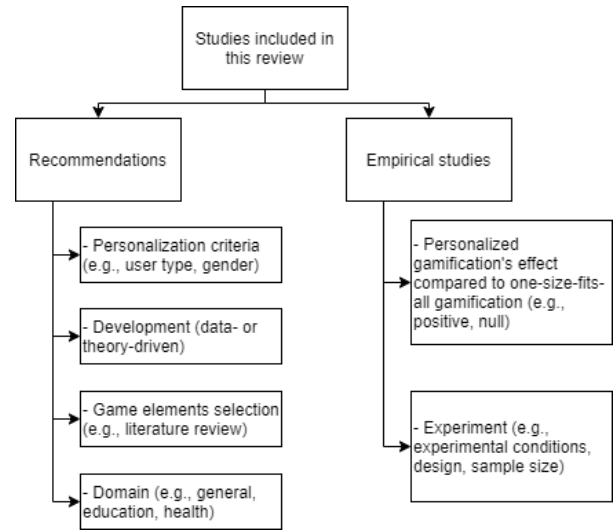 Studies included in
this review
Recommendations
Empirical studies
- Personalization criteria
(e.g., user type, gender)
- Development (data- or
theory-driven)
- Game elements selection
(e.g., literature review)
- Domain (e.g., general,
education, health)
- Personalized
gamification's effect
compared to one-size-fits-
all gamification (e.g.,
positive, null)
- Experiment (e.g.,
experimental conditions,
design, sample size)